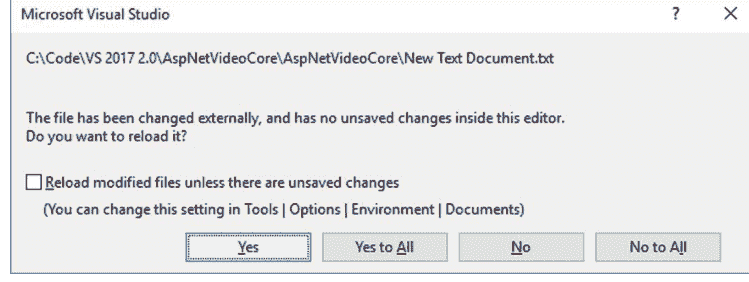 Microsoft Visual Studio ?
C:\Code\VS 2017 2.0\AspNetVideoCore\AspNetVideoCore\New Text Document.txt
The file has been changed externally, and has no unsaved changes inside this editor.
Do you want to reload it?
Reload modified files unless there are unsaved changes
(You can change this setting in Tools | Options | Environment | Documents)
Yes Yes to All No No to All